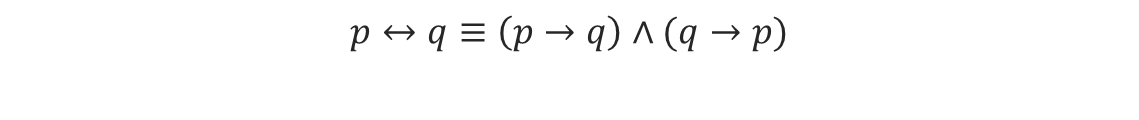 p ↔ q ≡ (p → q) ∧ (q → p)